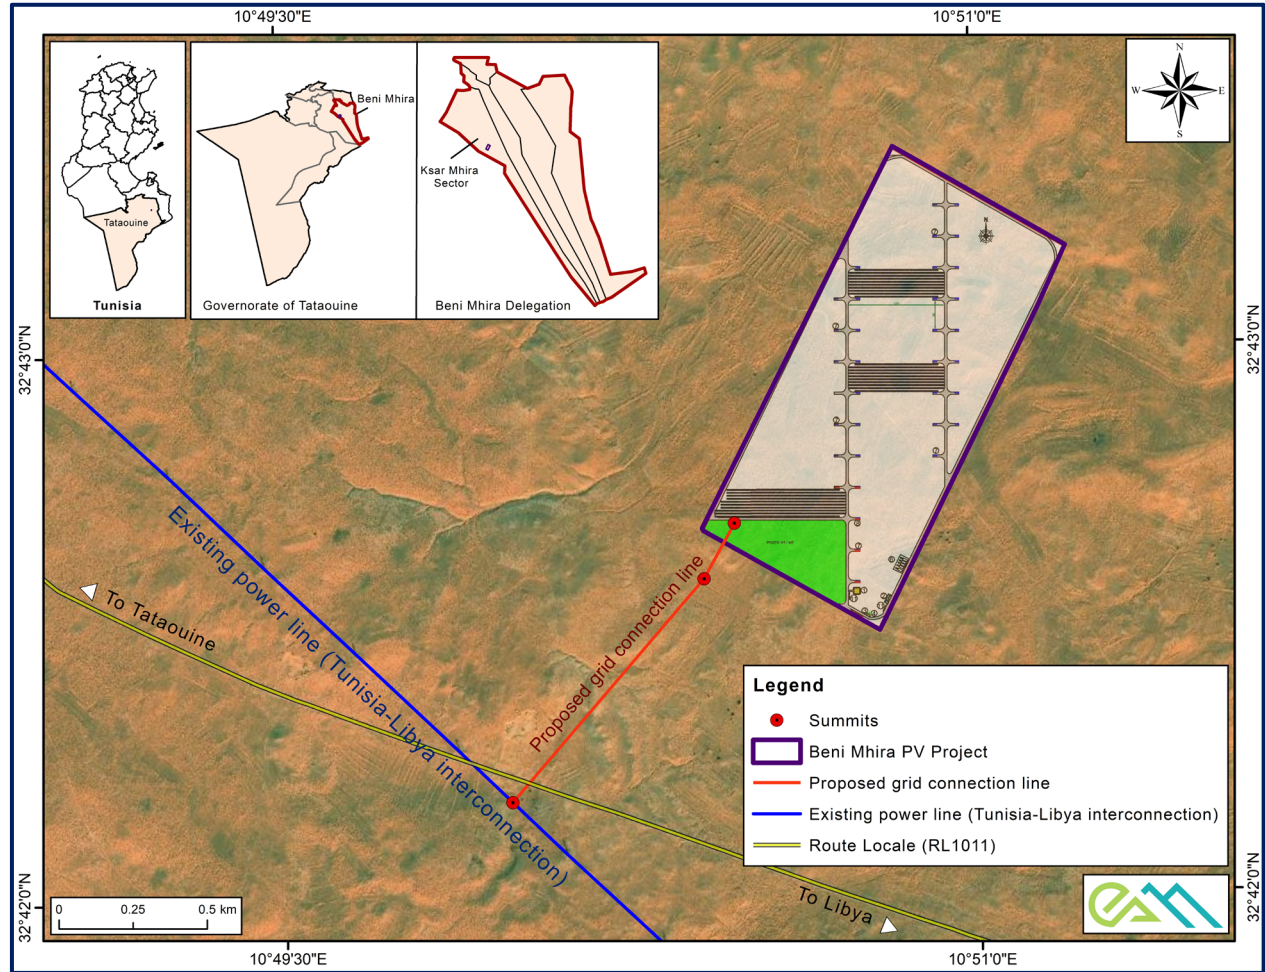 10°49'30"E
10°51'0"E
N
W
E
S
Tataouine
Tunisia
Beni Mhira
Governorate of Tataouine
Ksar Mhira
Sector
Beni Mhira Delegation
32°43'0"N
32°43'0"N
N
Existing power line (Tunisia-Libya interconnection)
Proposed grid connection line
To Tataouine
To Libya
Legend
Summits
Beni Mhira PV Project
Proposed grid connection line
Existing power line (Tunisia-Libya interconnection)
Route Locale (RL1011)
0 0.25 0.5 km
32°42'0"N
32°42'0"N
10°49'30"E
10°51'0"E